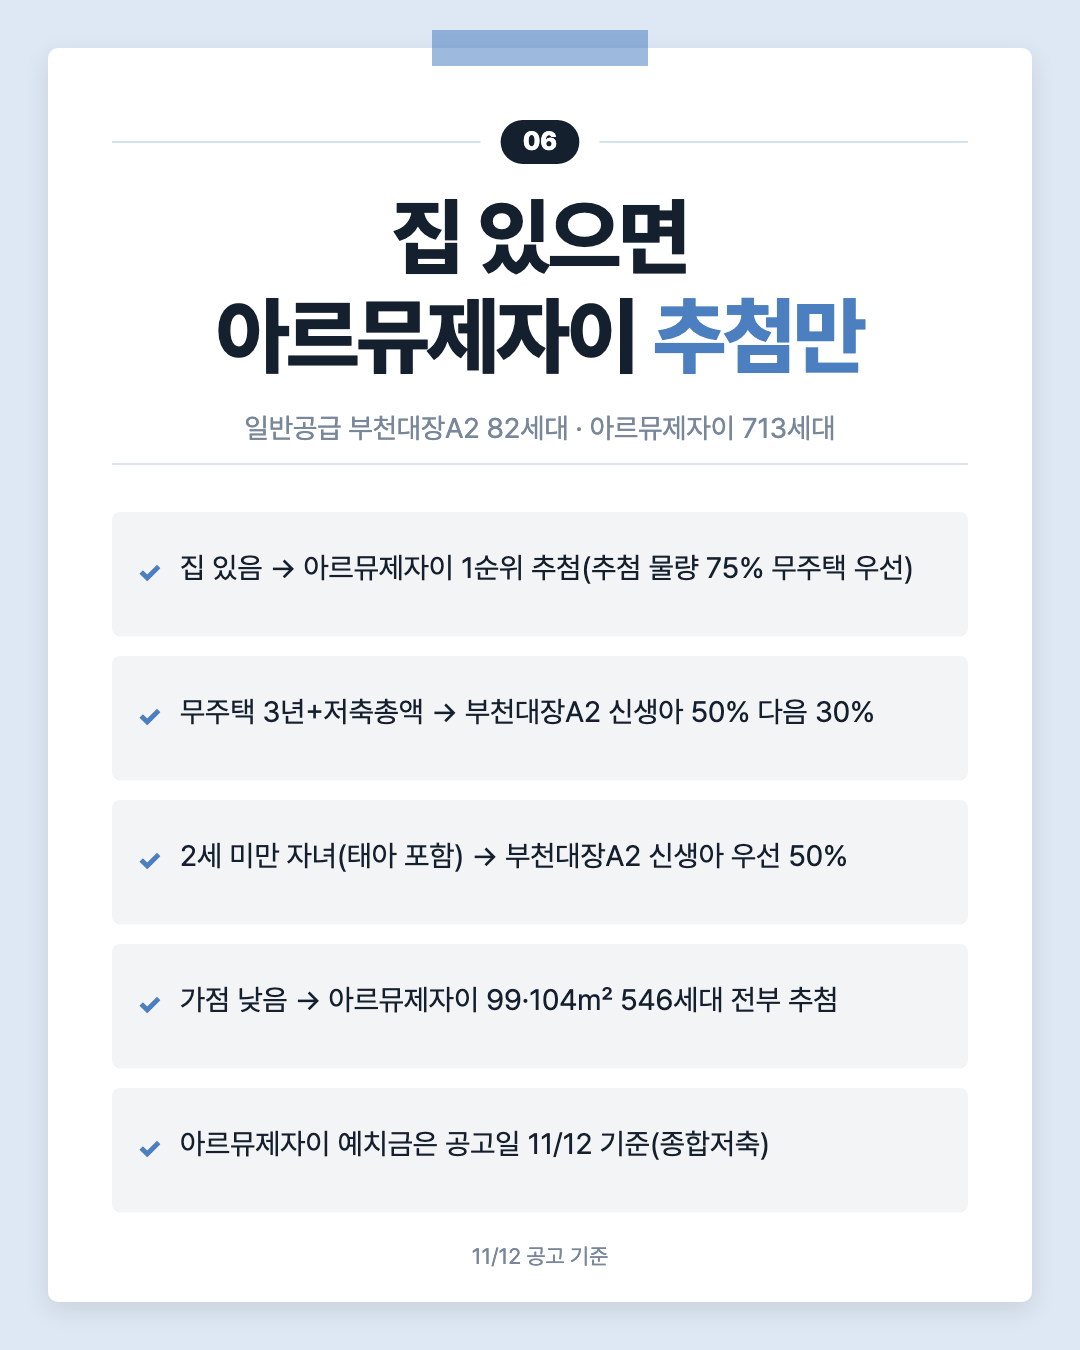 06
집 있으면
아르뮤제자이 추첨만
일반공급 부천대장A2 82세대 · 아르뮤제자이 713세대
집 있음 → 아르뮤제자이 1순위 추첨(추첨 물량 75% 무주택 우선)
무주택 3년+저축총액 → 부천대장A2 신생아 50% 다음 30%
2세 미만 자녀(태아 포함) → 부천대장A2 신생아 우선 50%
가점 낮음 → 아르뮤제자이 99·104m² 546세대 전부 추첨
아르뮤제자이 예치금은 공고일 11/12 기준(종합저축)
11/12 공고 기준